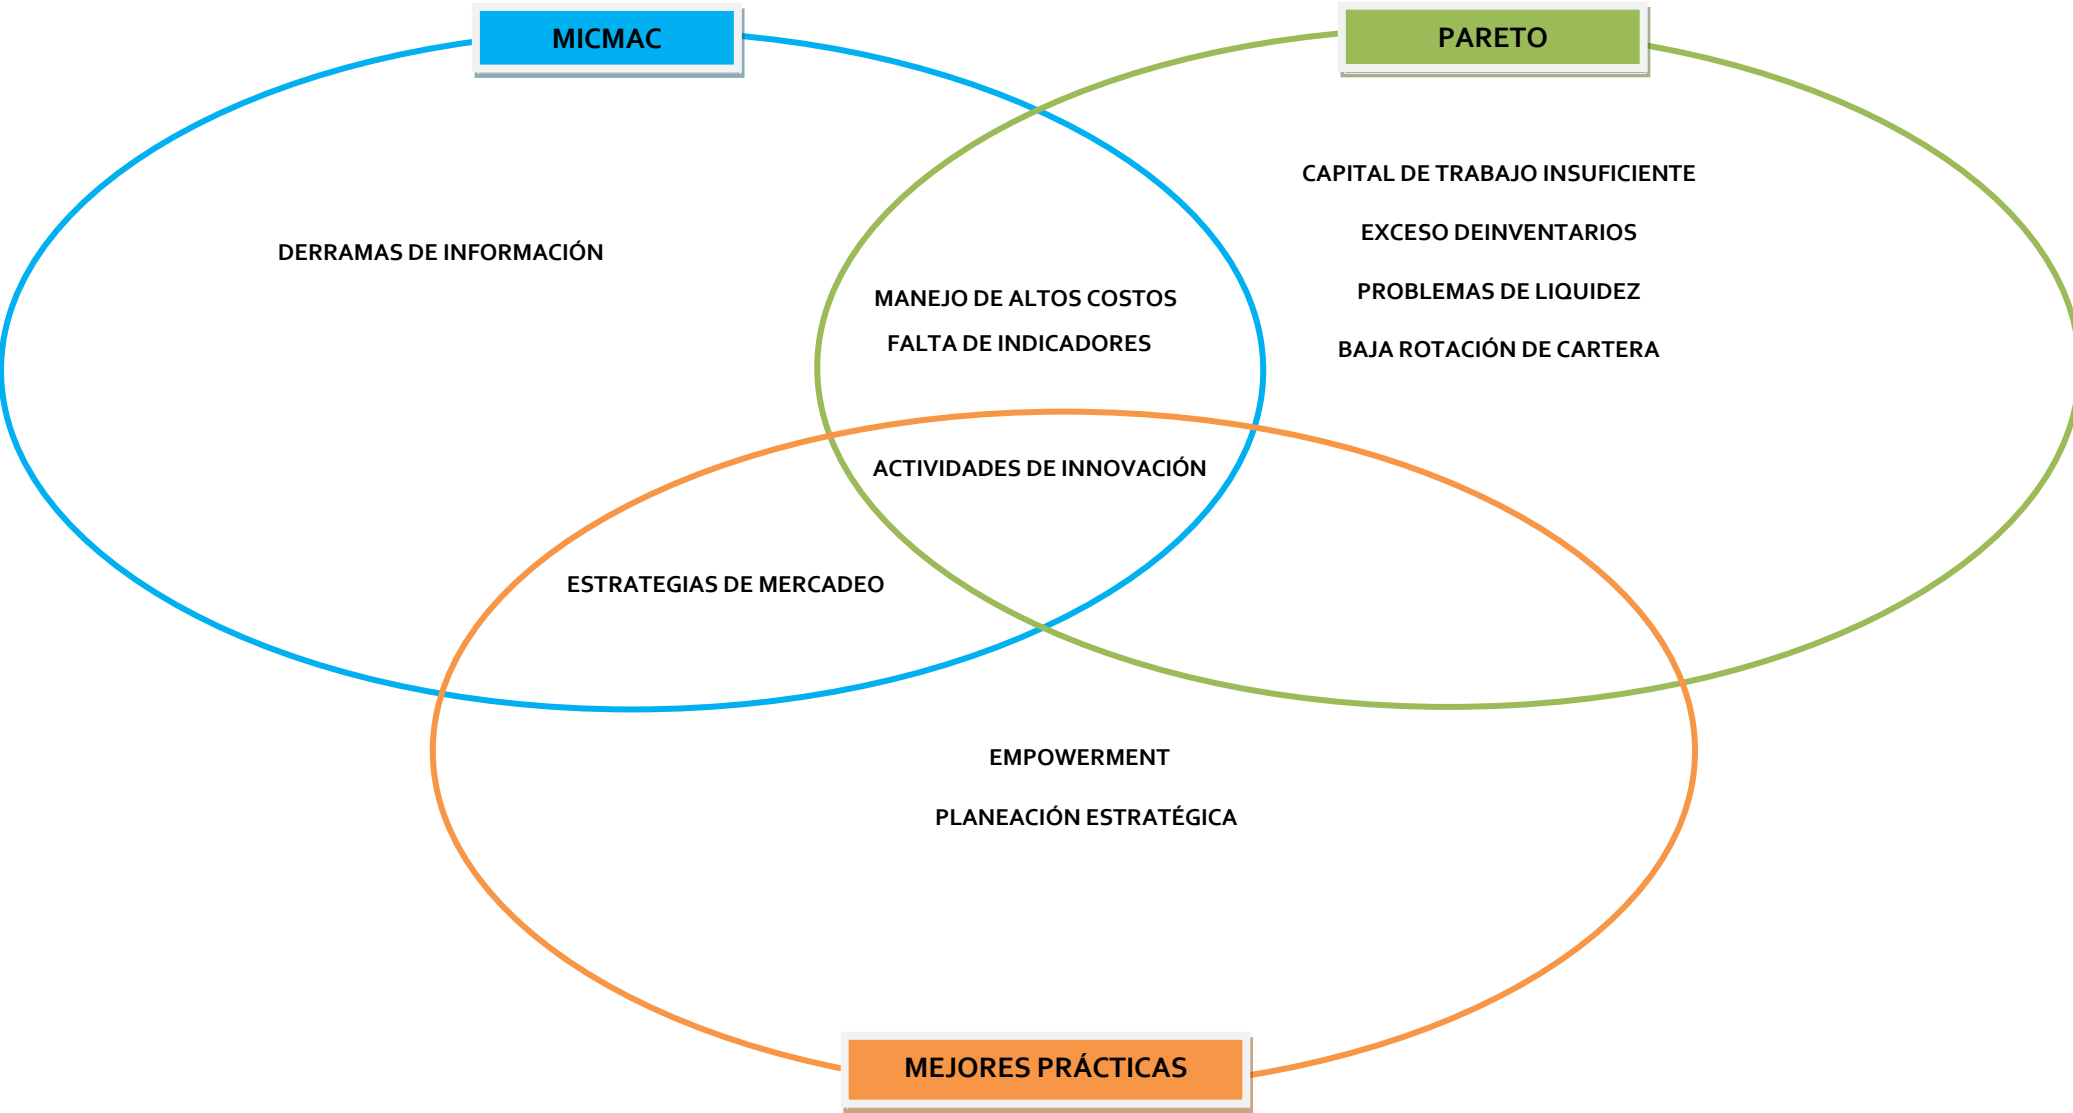 MICMAC
PARETO
CAPITAL DE TRABAJO INSUFICIENTE
EXCESO DEINVENTARIOS
DERRAMAS DE INFORMACIÓN
PROBLEMAS DE LIQUIDEZ
MANEJO DE ALTOS COSTOS
FALTA DE INDICADORES
BAJA ROTACIÓN DE CARTERA
ACTIVIDADES DE INNOVACIÓN
ESTRATEGIAS DE MERCADEO
EMPOWERMENT
PLANEACIÓN ESTRATÉGICA
MEJORES PRÁCTICAS